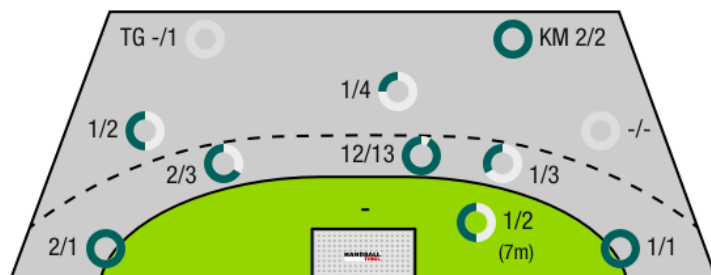 TG -/1
KM 2/2
1/4
1/2
-/-
2/3
12/13
1/3
-
1/2
(7m)
2/1
1/1
HANDBALL